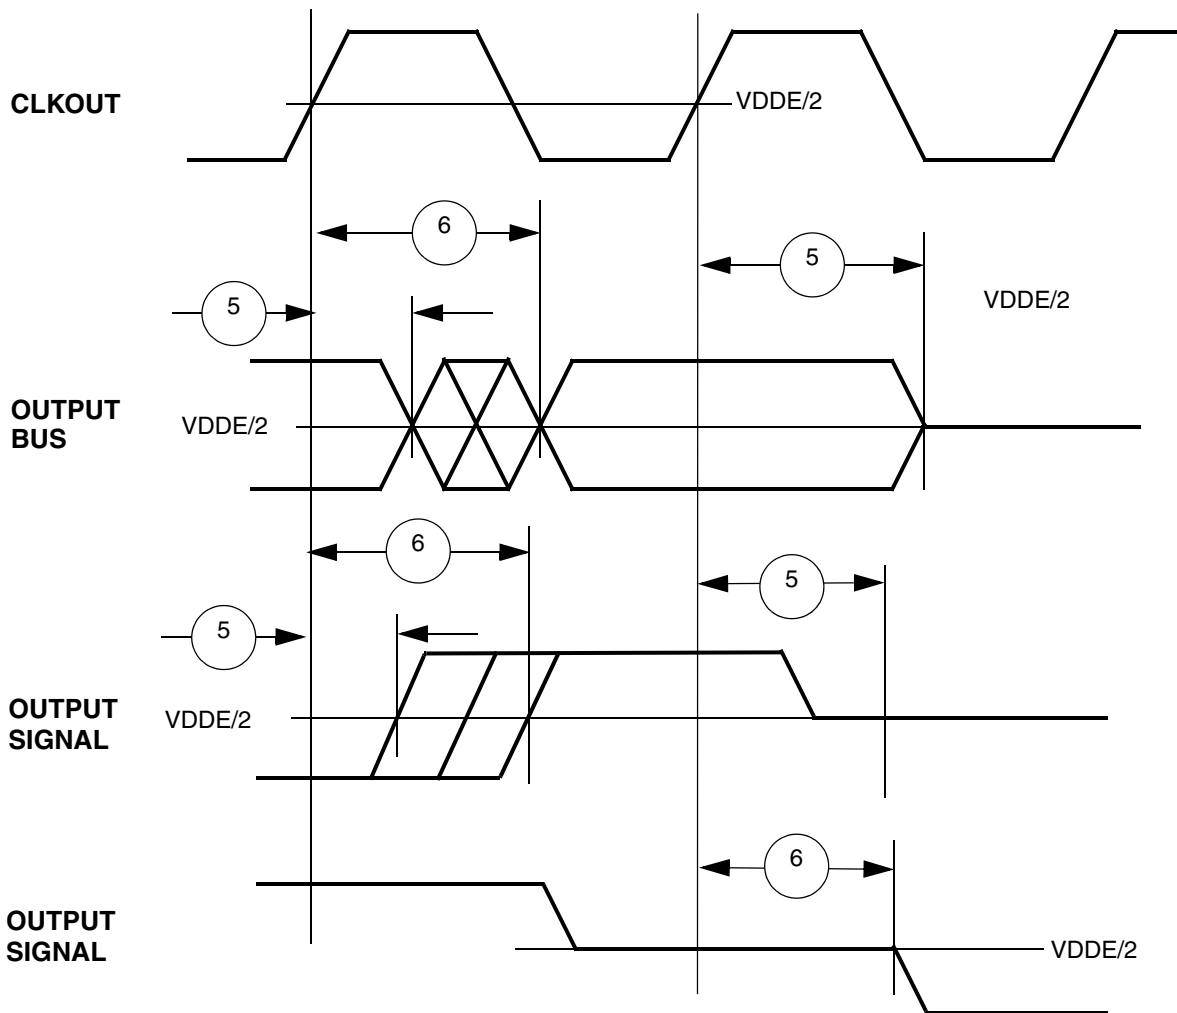 CLKOUT
VDDE/2
6
5
5
VDDE/2
OUTPUT
BUS
VDDE/2
6
5
5
OUTPUT
SIGNAL
VDDE/2
6
OUTPUT
SIGNAL
VDDE/2